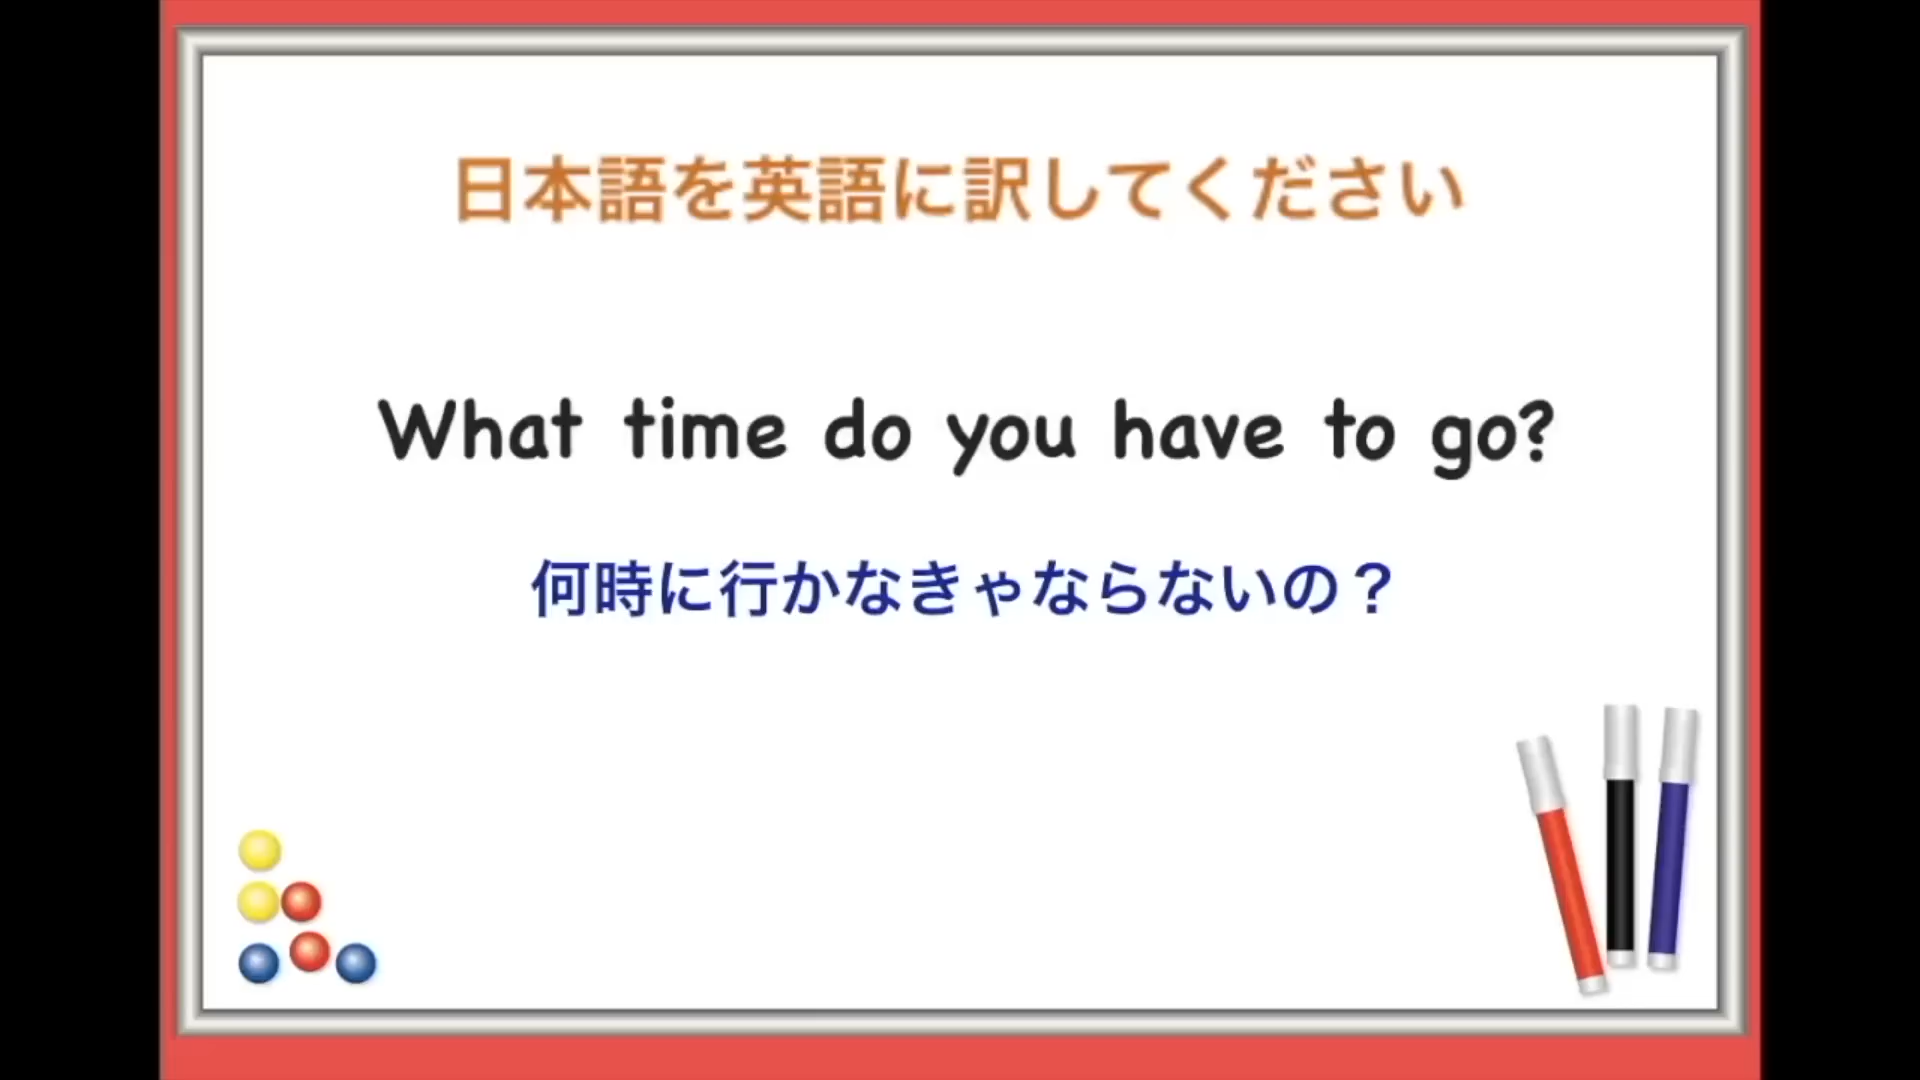 日本語を英語に訳してください
What time do you have to go?
何時に行かなきゃならないの？